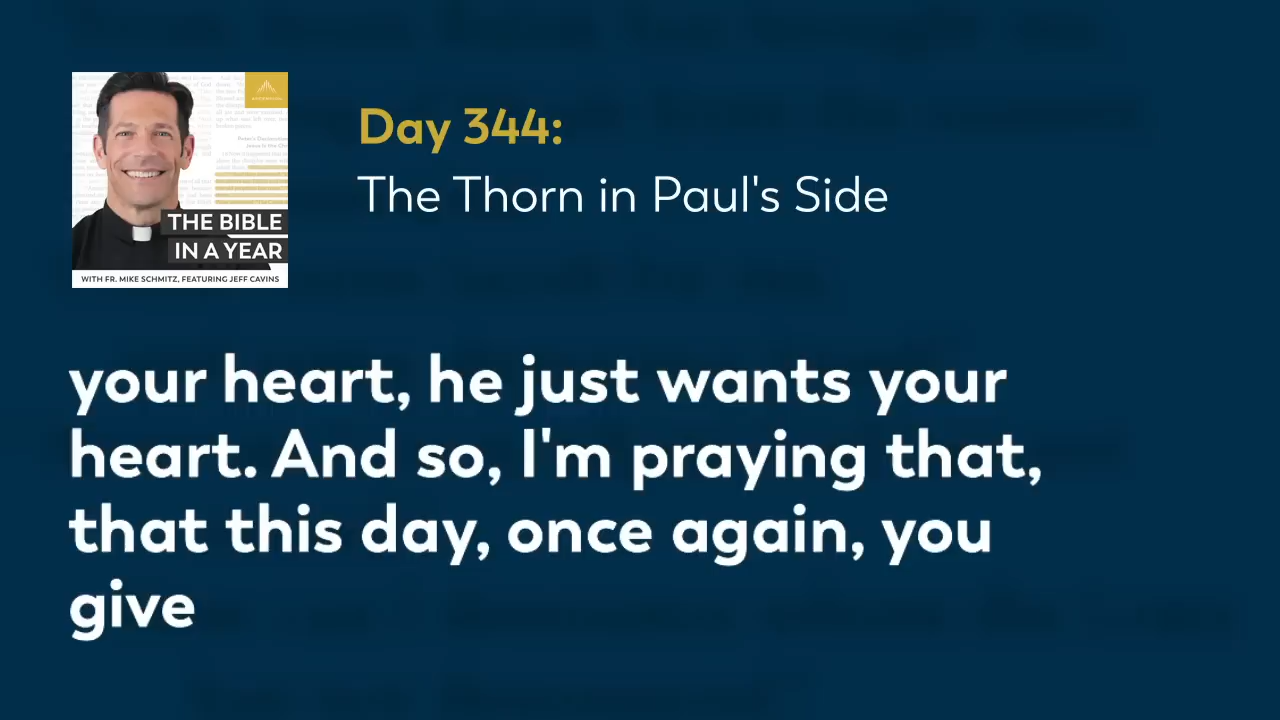 Day 344:
The Thorn in Paul's Side
THE BIBLE
IN A YEAR
WITH FR. MIKE SCHMITZ, FEATURING JEFF CAVINS
your heart, he just wants your
heart. And so, I'm praying that,
that this day, once again, you
give